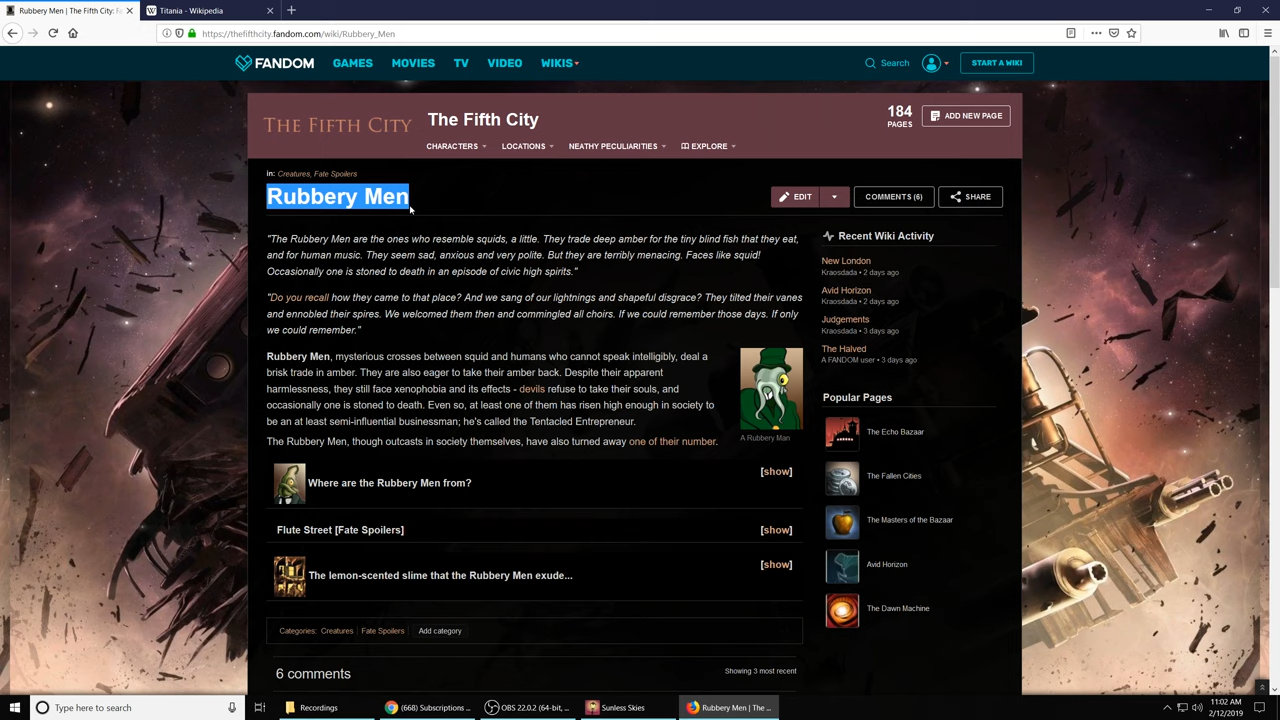 Rubbery Men | The Fifth City: Fa
Titania - Wikipedia
https://thefifthcity.fandom.com/wiki/Rubbery_Men
FANDOM GAMES MOVIES TV VIDEO WIKIS Search START A WIKI
THE FIFTH CITY The Fifth City 184 PAGES ADD NEW PAGE
CHARACTERS LOCATIONS NEATHY PECULIARITIES EXPLORE
in: Creatures, Fate Spoilers
Rubbery Men EDIT COMMENTS (6) SHARE
"The Rubbery Men are the ones who resemble squids, a little. They trade deep amber for the tiny blind fish that they eat,
and for human music. They seem sad, anxious and very polite. But they are terribly menacing. Faces like squid!
Occasionally one is stoned to death in an episode of civic high spirits."
"Do you recall how they came to that place? And we sang of our lightnings and shapeful disgrace? They tilted their vanes
and ennobled their spires. We welcomed them then and commingled all choirs. If we could remember those days. If only
we could remember."
Rubbery Men, mysterious crosses between squid and humans who cannot speak intelligibly, deal a
brisk trade in amber. They are also eager to take their amber back. Despite their apparent
harmlessness, they still face xenophobia and its effects - devils refuse to take their souls, and
occasionally one is stoned to death. Even so, at least one of them has risen high enough in society to
be an at least semi-influential businessman; he's called the Tentacled Entrepreneur.
A Rubbery Man
The Rubbery Men, though outcasts in society themselves, have also turned away one of their number.
Where are the Rubbery Men from? [show]
Flute Street [Fate Spoilers] [show]
The lemon-scented slime that the Rubbery Men exude... [show]
Categories: Creatures Fate Spoilers Add category
6 comments Showing 3 most recent
Recent Wiki Activity
New London
Kraosdada • 2 days ago
Avid Horizon
Kraosdada • 2 days ago
Judgements
Kraosdada • 3 days ago
The Halved
A FANDOM user • 3 days ago
Popular Pages
The Echo Bazaar
The Fallen Cities
The Masters of the Bazaar
Avid Horizon
The Dawn Machine
Type here to search Recordings (668) Subscriptions ... OBS 22.0.2 (64-bit, ... Sunless Skies Rubbery Men | The ... 11:02 AM
2/12/2019